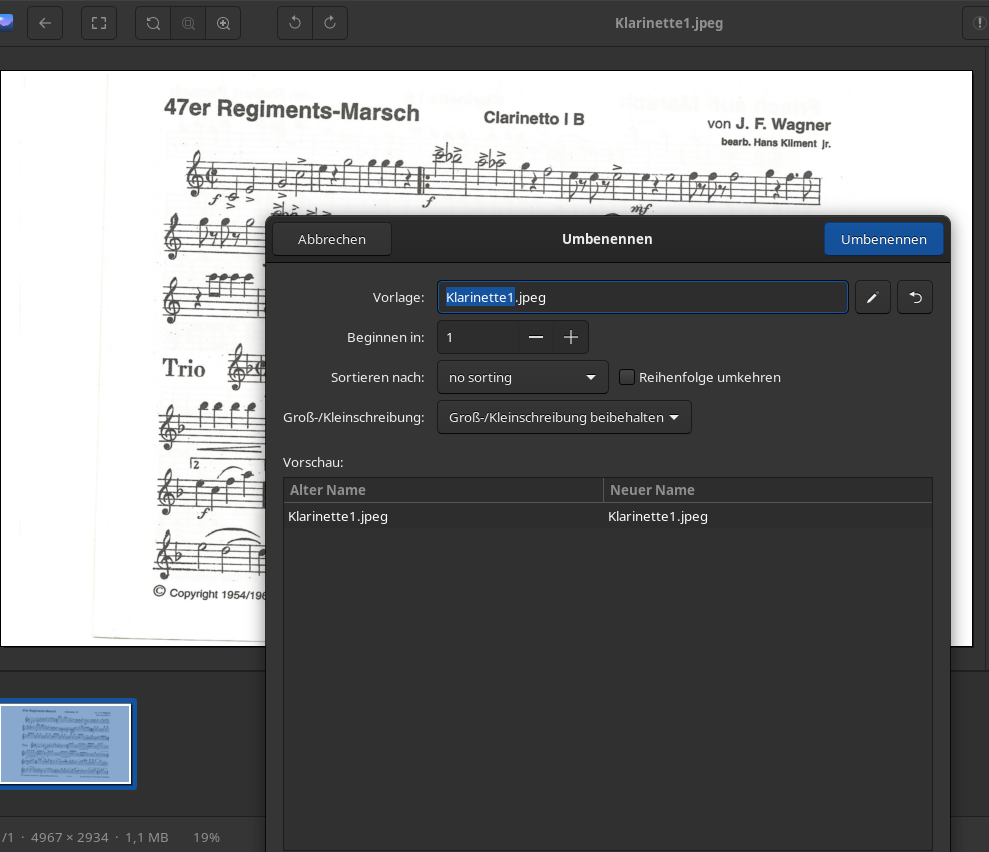 Klarinette1.jpeg
47er Regiments-Marsch
Clarinetto I B
von J. F. Wagner
bearb. Hans Kliment jr.
f
f
mf
Abbrechen
Umbenennen
Umbenennen
Vorlage:
Klarinette1.jpeg
Beginnen in:
1
Sortieren nach:
no sorting
Reihenfolge umkehren
Groß-/Kleinschreibung:
Groß-/Kleinschreibung beibehalten
Trio
2
f
Vorschau:
Alter Name
Neuer Name
Klarinette1.jpeg
Klarinette1.jpeg
© Copyright 1954/196
/1 · 4967 × 2934 · 1,1 MB
19%